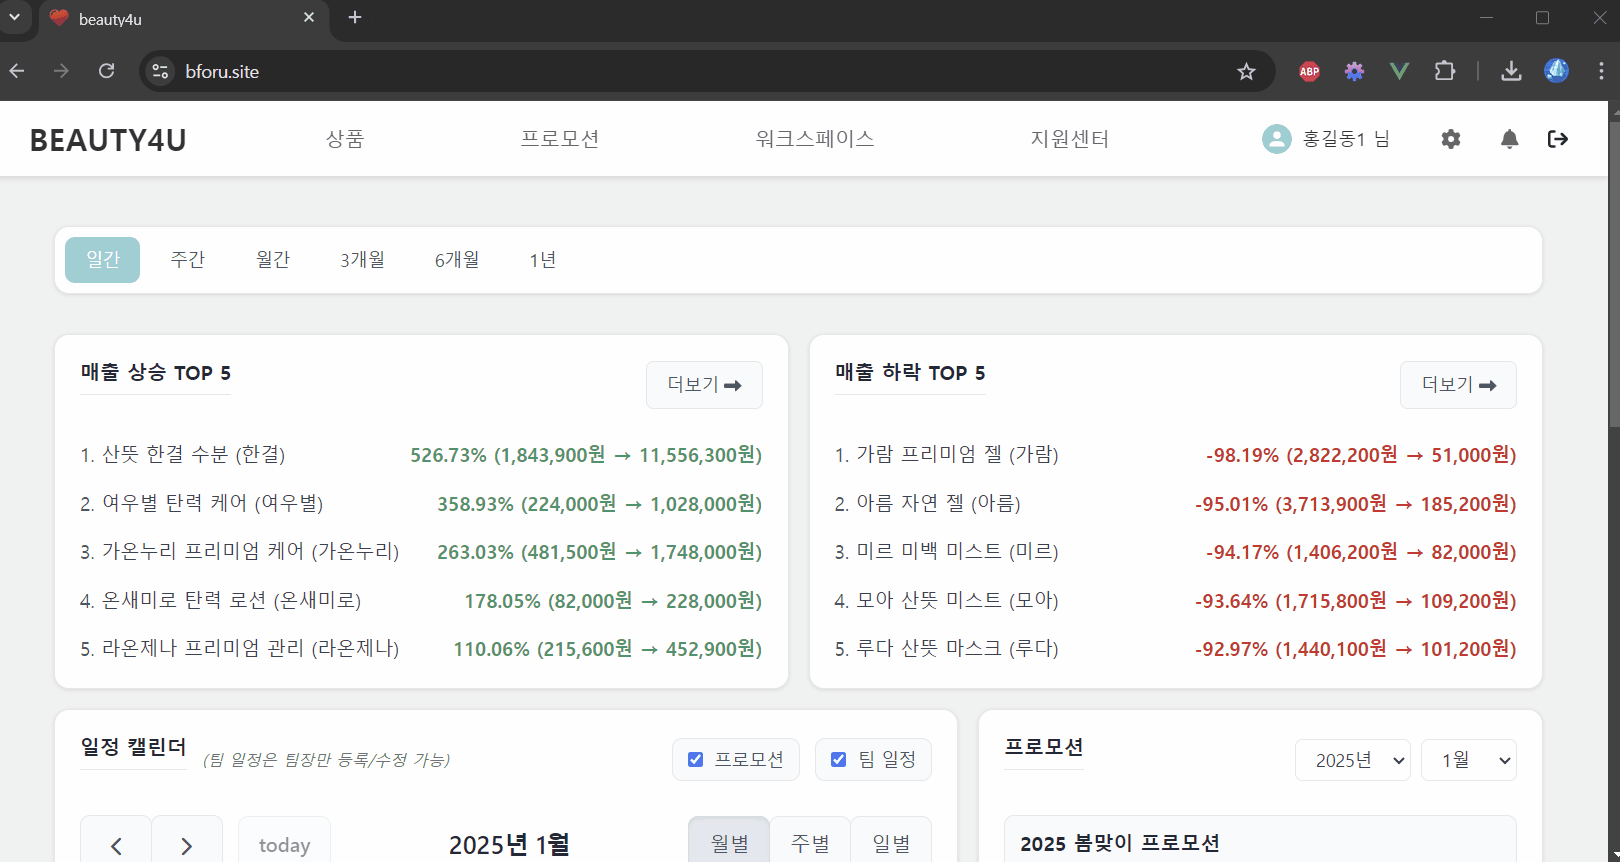 beauty4u
bforu.site
ABP
BEAUTY4U
상품
프로모션
워크스페이스
지원센터
홍길동1 님
일간
주간
월간
3개월
6개월
1년
매출 상승 TOP 5
더보기
1. 산뜻 한결 수분 (한결)
526.73% (1,843,900원 → 11,556,300원)
2. 여우별 탄력 케어 (여우별)
358.93% (224,000원 → 1,028,000원)
3. 가온누리 프리미엄 케어 (가온누리)
263.03% (481,500원 → 1,748,000원)
4. 온새미로 탄력 로션 (온새미로)
178.05% (82,000원 → 228,000원)
5. 라온제나 프리미엄 관리 (라온제나)
110.06% (215,600원 → 452,900원)
매출 하락 TOP 5
더보기
1. 가람 프리미엄 젤 (가람)
-98.19% (2,822,200원 → 51,000원)
2. 아름 자연 젤 (아름)
-95.01% (3,713,900원 → 185,200원)
3. 미르 미백 미스트 (미르)
-94.17% (1,406,200원 → 82,000원)
4. 모아 산뜻 미스트 (모아)
-93.64% (1,715,800원 → 109,200원)
5. 루다 산뜻 마스크 (루다)
-92.97% (1,440,100원 → 101,200원)
일정 캘린더
(팀 일정은 팀장만 등록/수정 가능)
프로모션
팀 일정
today
2025년 1월
월별
주별
일별
프로모션
2025년
1월
2025 봄맞이 프로모션